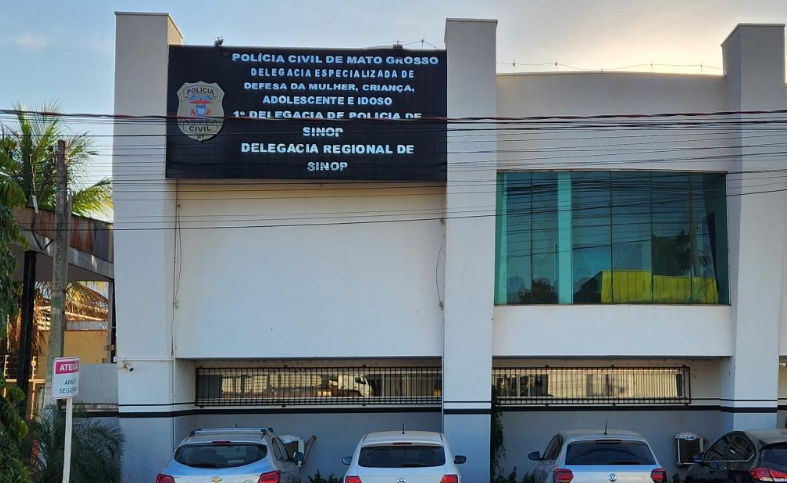 POLÍCIA CIVIL DE MATO GROSSO
DELEGACIA ESPECIALIZADA DE
DEFESA DA MULHER, CRIANÇA,
ADOLESCENTE E IDOSO
1ª DELEGACIA DE POLICIA DE
SINOP
DELEGACIA REGIONAL DE
SINOP
POLÍCIA
CIVIL